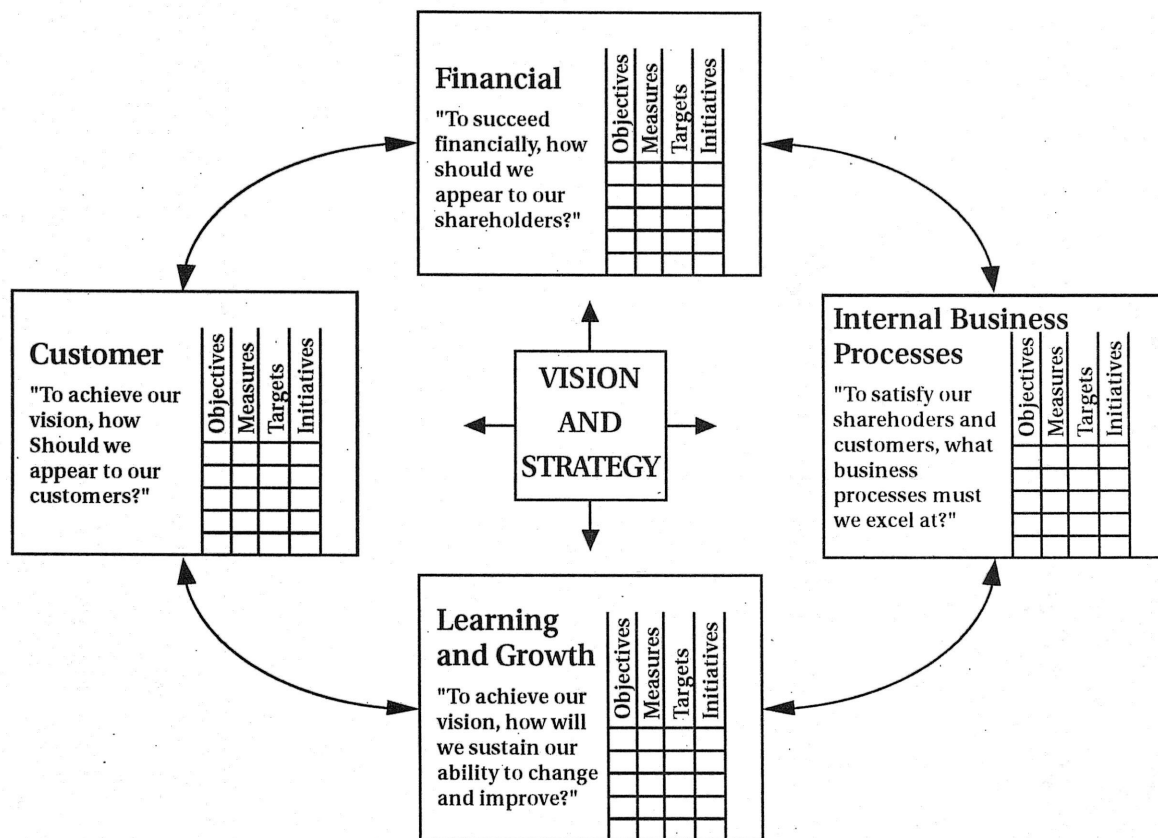 Financial
"To succeed
financially, how
should we
appear to our
shareholders?"
Objectives
Measures
Targets
Initiatives
Customer
"To achieve our
vision, how
Should we
appear to our
customers?"
Objectives
Measures
Targets
Initiatives
VISION
AND
STRATEGY
Internal Business
Processes
"To satisfy our
sharehoders and
customers, what
business
processes must
we excel at?"
Objectives
Measures
Targets
Initiatives
Learning
and Growth
"To achieve our
vision, how will
we sustain our
ability to change
and improve?"
Objectives
Measures
Targets
Initiatives